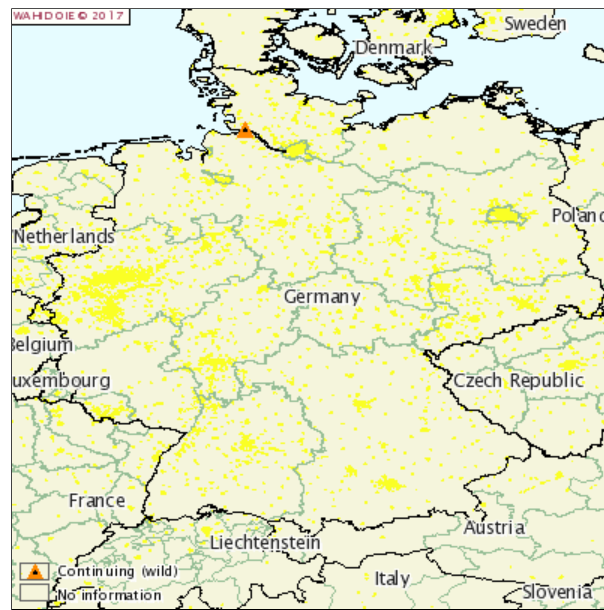 WAHID OIE © 2017
Sweden
Denmark
Poland
Netherlands
Germany
Belgium
Luxembourg
Czech Republic
France
Austria
Liechtenstein
Italy
Slovenia
Continuing (wild)
No information